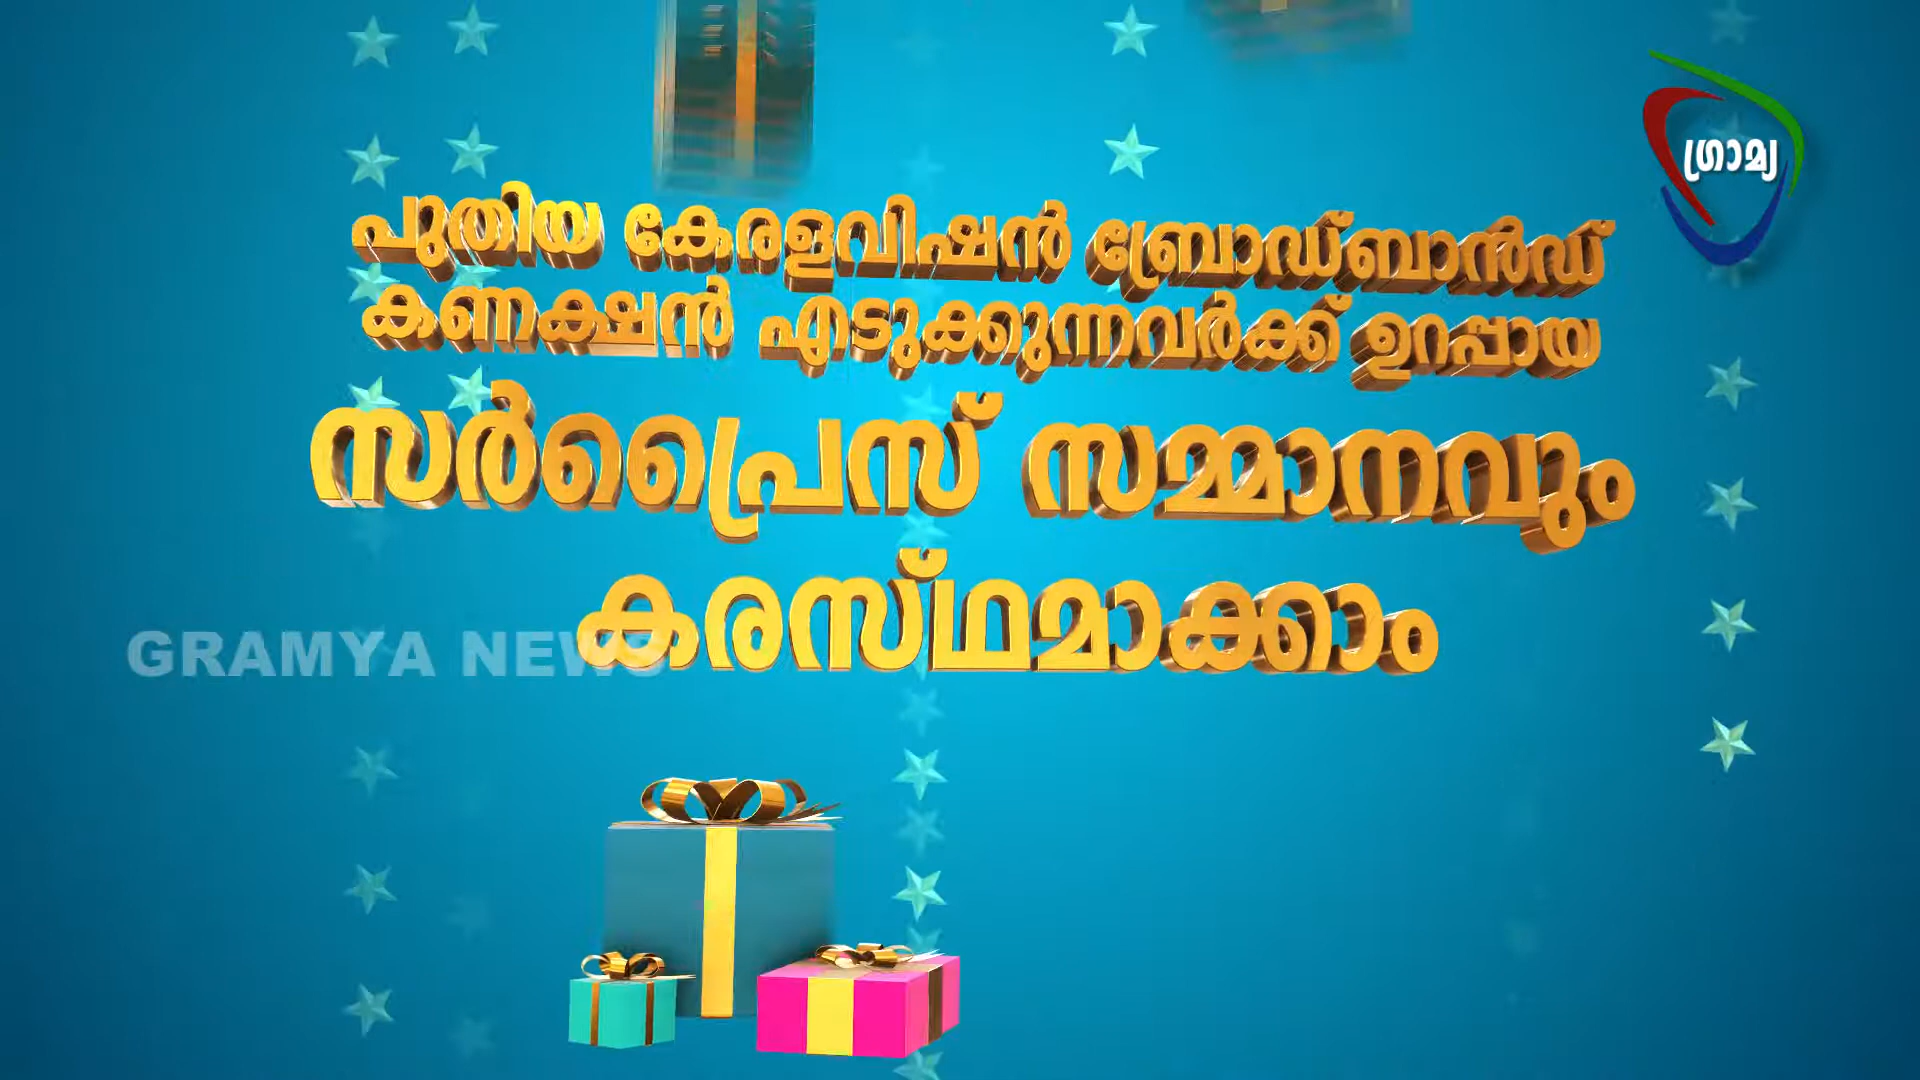 ഗ്രാമ്യ
പുതിയ കേരളവിഷൻ ബ്രോഡ്ബാൻഡ്
കണക്ഷൻ എടുക്കുന്നവർക്ക് ഉറപ്പായ
സർപ്രൈസ് സമ്മാനവും
കരസ്ഥമാക്കാം
GRAMYA NEWS